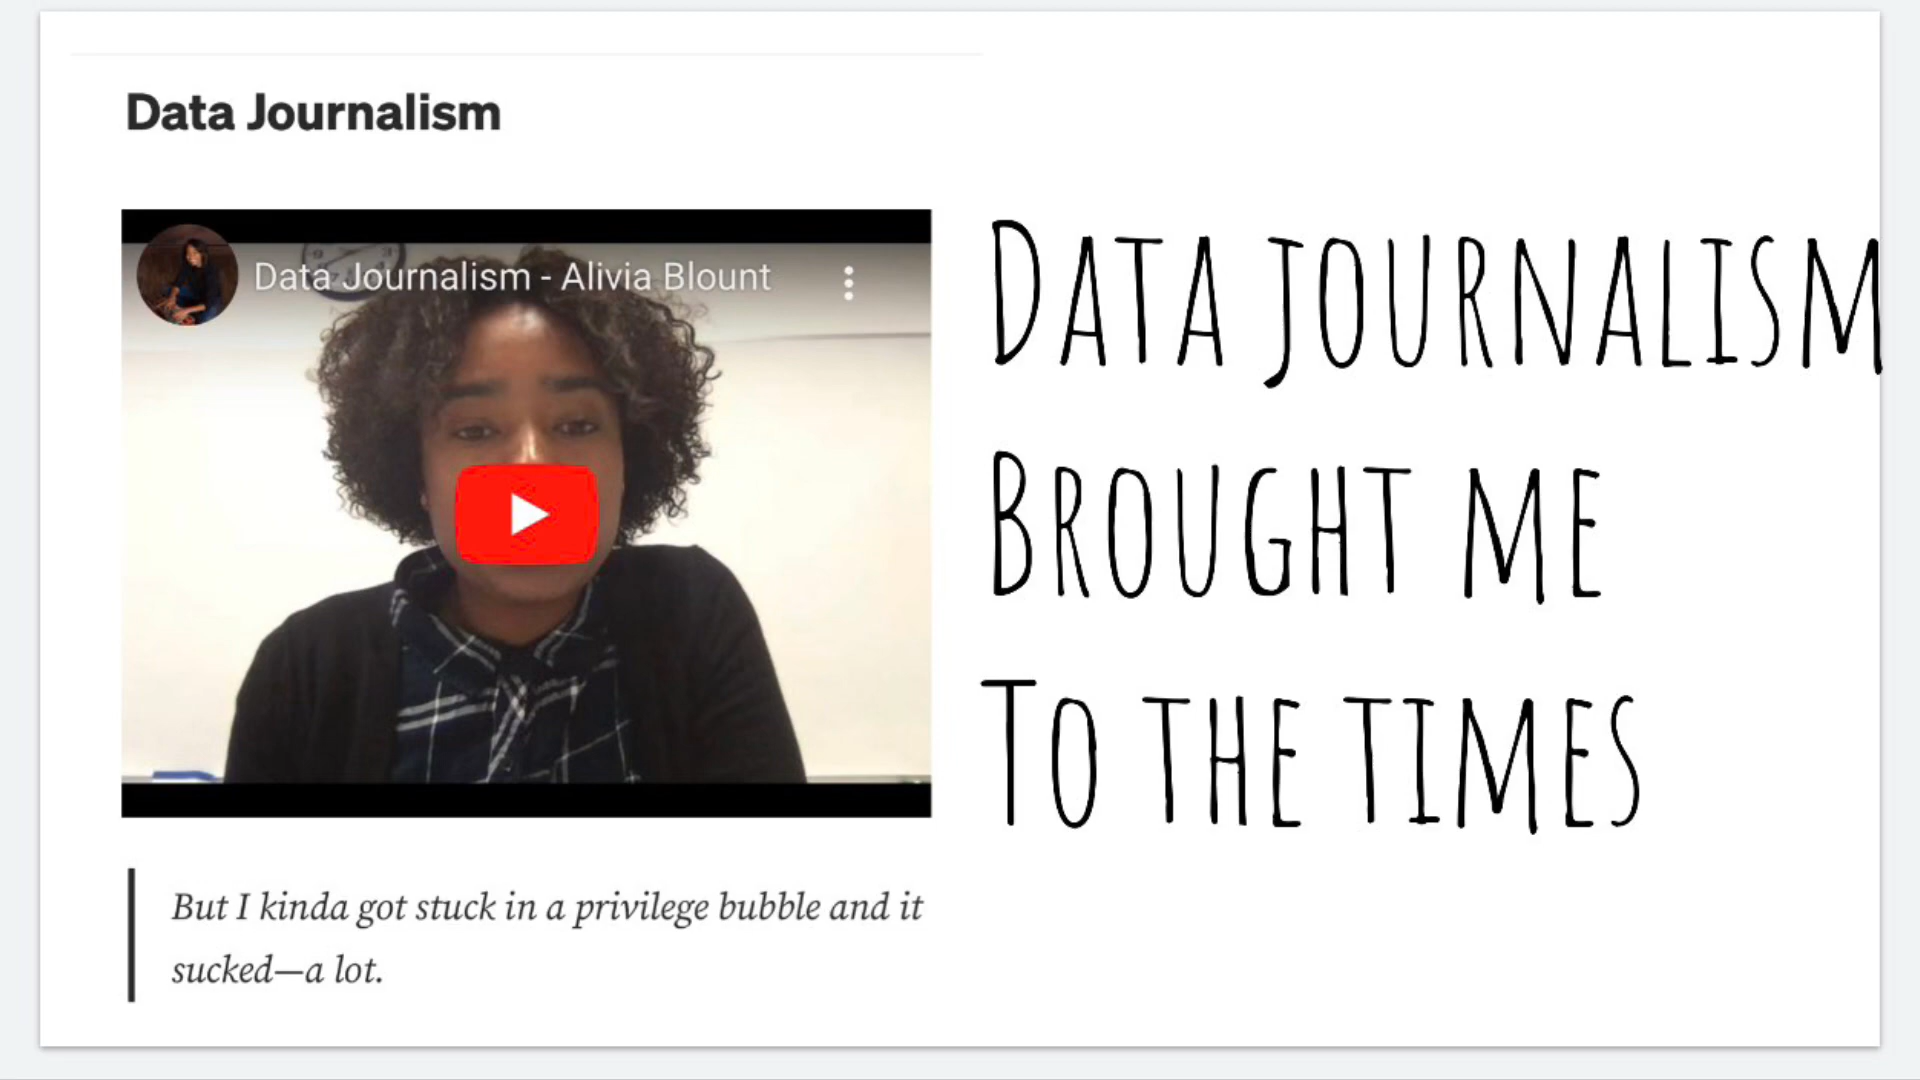 Data Journalism
Data Journalism - Alivia Blount
Data journalism
Brought me
To the times
But I kinda got stuck in a privilege bubble and it
sucked—a lot.